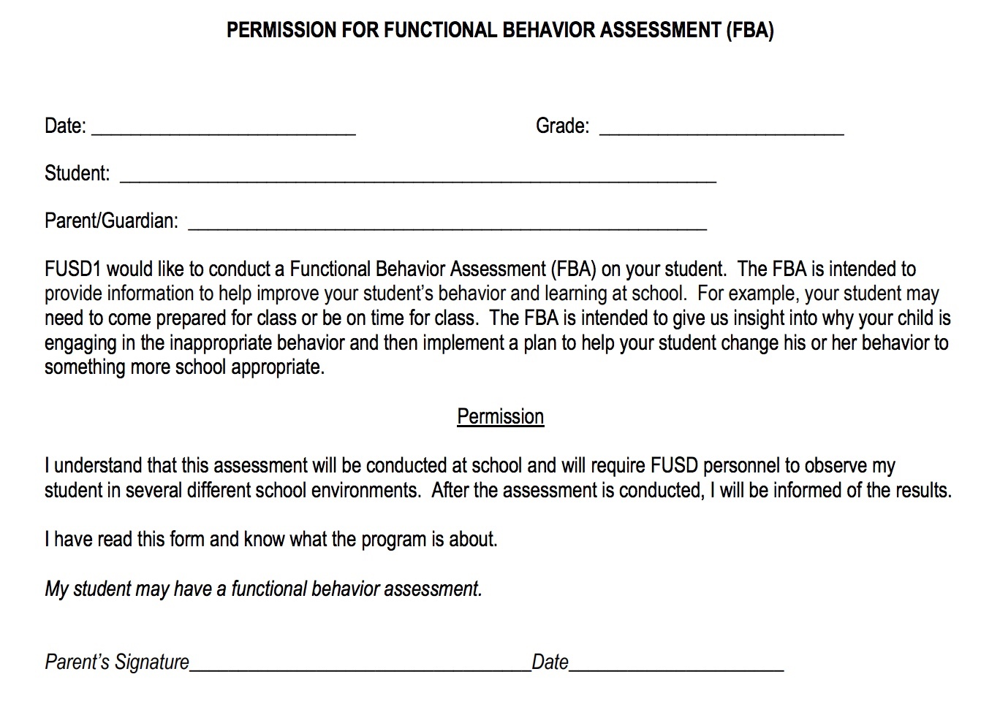 PERMISSION FOR FUNCTIONAL BEHAVIOR ASSESSMENT (FBA)
Date: ___________________________ Grade: _________________________
Student: _____________________________________________________________
Parent/Guardian: _____________________________________________________
FUSD1 would like to conduct a Functional Behavior Assessment (FBA) on your student. The FBA is intended to
provide information to help improve your student’s behavior and learning at school. For example, your student may
need to come prepared for class or be on time for class. The FBA is intended to give us insight into why your child is
engaging in the inappropriate behavior and then implement a plan to help your student change his or her behavior to
something more school appropriate.
Permission
I understand that this assessment will be conducted at school and will require FUSD personnel to observe my
student in several different school environments. After the assessment is conducted, I will be informed of the results.
I have read this form and know what the program is about.
My student may have a functional behavior assessment.
Parent’s Signature___________________________________Date______________________